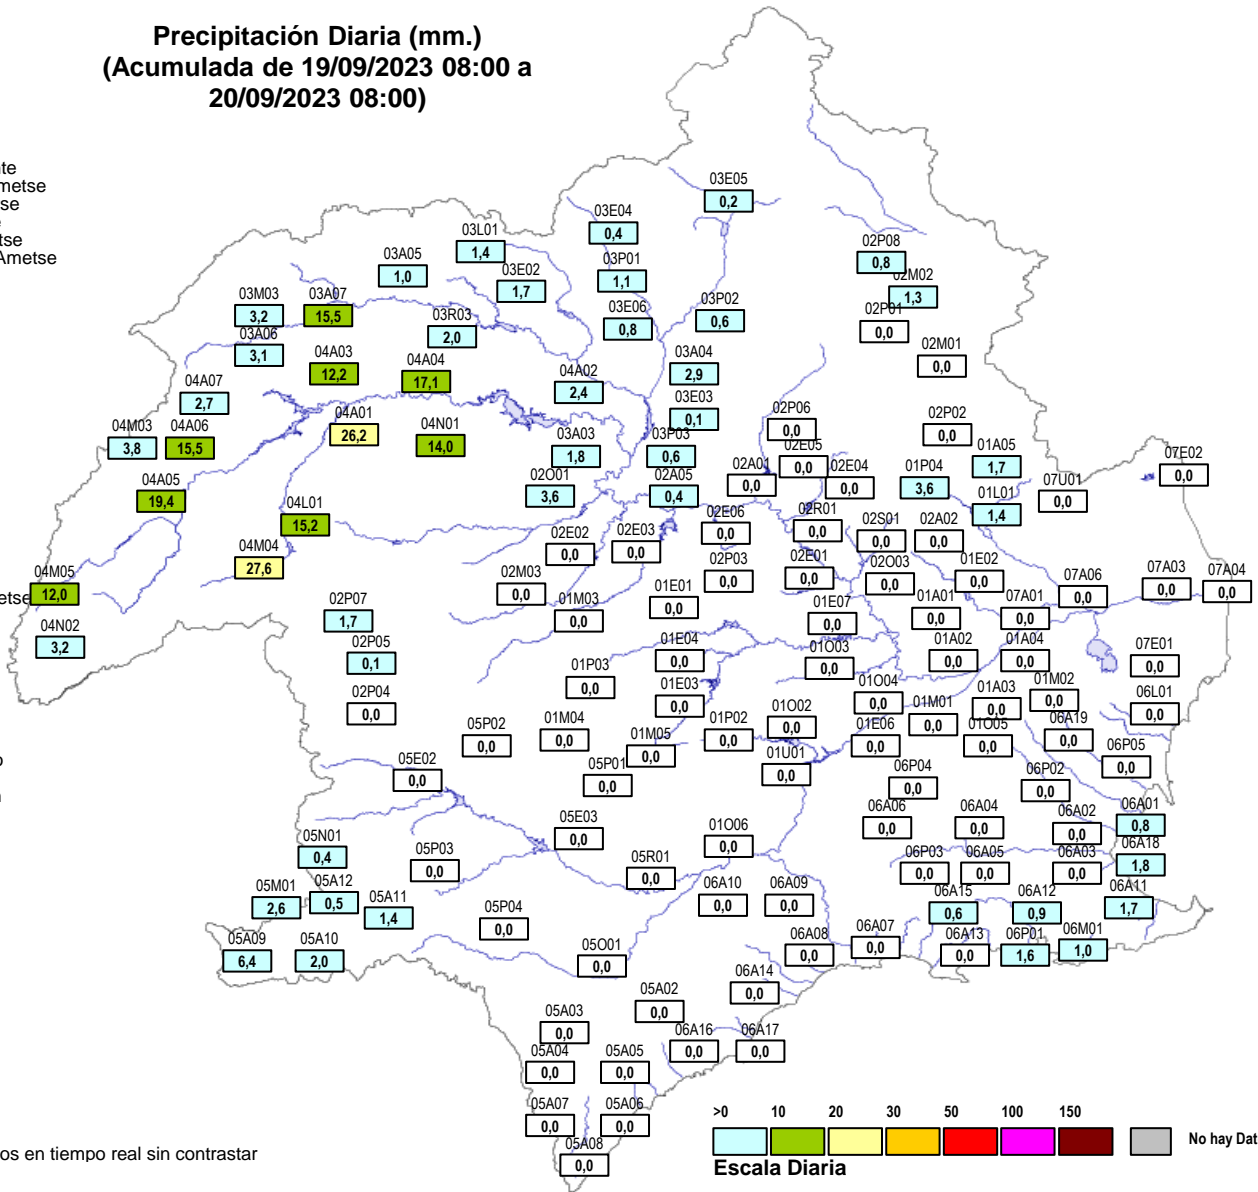 Precipitación Diaria (mm.)
(Acumulada de 19/09/2023 08:00 a
20/09/2023 08:00)
nte
metse
tse
e
tse
Ametse
03E05
0,2
03E04
0,4
03L01
1,4
02P08
0,8
03A05
1,0
03P01
1,1
03E02
1,7
02M02
1,3
03M03
3,2
03A07
15,5
03P02
0,6
03E06
0,8
02P01
0,0
03R03
2,0
03A06
3,1
02M01
0,0
04A03
12,2
04A04
17,1
03A04
2,9
04A02
2,4
04A07
2,7
03E03
0,1
04A01
26,2
02P06
0,0
02P02
0,0
04M03
3,8
04A06
15,5
04N01
14,0
03A03
1,8
03P03
0,6
02E05
0,0
01A05
1,7
07E02
0,0
02A01
0,0
02E04
0,0
01P04
3,6
04A05
19,4
02O01
3,6
02A05
0,4
07U01
0,0
01L01
1,4
04L01
15,2
02E06
0,0
02R01
0,0
02S01
0,0
02A02
0,0
02E02
0,0
02E03
0,0
04M04
27,6
02P03
0,0
02E01
0,0
02O03
0,0
01E02
0,0
04M05
12,0
etse
02M03
0,0
07A06
0,0
07A03
0,0
07A04
0,0
01M03
0,0
01E01
0,0
01E07
0,0
01A01
0,0
07A01
0,0
02P07
1,7
04N02
3,2
02P05
0,1
01E04
0,0
01O03
0,0
01A02
0,0
01A04
0,0
07E01
0,0
01P03
0,0
02P04
0,0
01E03
0,0
01O04
0,0
01A03
0,0
01M02
0,0
06L01
0,0
05P02
0,0
01M04
0,0
01P02
0,0
01O02
0,0
01M01
0,0
01M05
0,0
01E06
0,0
01O05
0,0
06A19
0,0
05E02
0,0
05P01
0,0
01U01
0,0
06P04
0,0
06P02
0,0
06P05
0,0
o
n
05E03
0,0
01O06
0,0
06A06
0,0
06A04
0,0
06A02
0,0
06A01
0,8
05N01
0,4
05P03
0,0
05R01
0,0
06P03
0,0
06A05
0,0
06A03
0,0
06A18
1,8
05M01
2,6
05A12
0,5
05A11
1,4
06A10
0,0
06A09
0,0
06A15
0,6
06A12
0,9
06A11
1,7
05P04
0,0
05A09
6,4
05A10
2,0
05O01
0,0
06A08
0,0
06A07
0,0
06A13
0,0
06P01
1,6
06M01
1,0
06A14
0,0
05A02
0,0
05A03
0,0
06A16
0,0
06A17
0,0
05A04
0,0
05A05
0,0
05A07
0,0
05A06
0,0
05A08
0,0
os en tiempo real sin contrastar
>0 10 20 30 50 100 150
No hay Dat
Escala Diaria